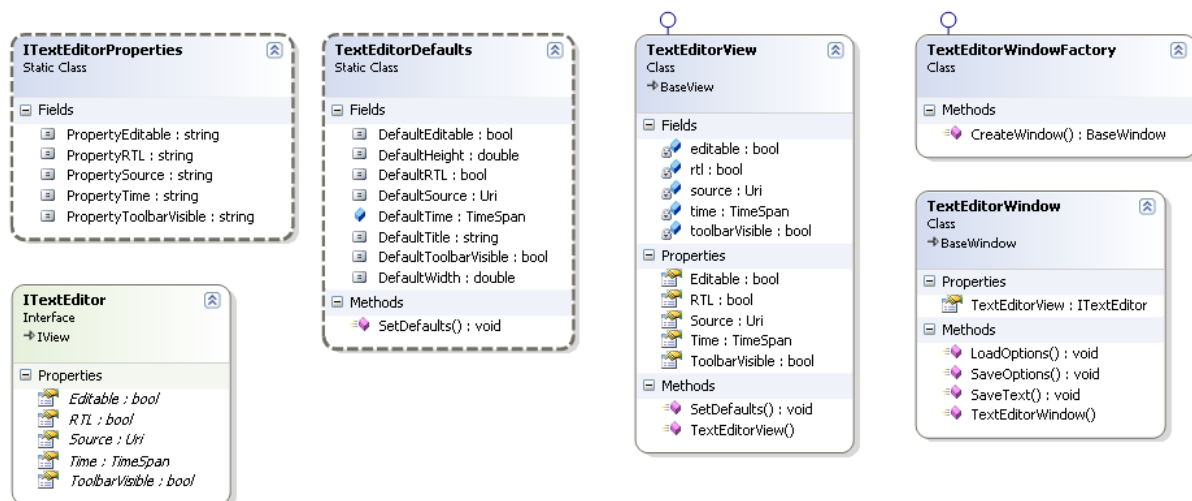 ITextEditorProperties
Static Class
Fields
PropertyEditable : string
PropertyRTL : string
PropertySource : string
PropertyTime : string
PropertyToolbarVisible : string
ITextEditor
Interface
IView
Properties
Editable : bool
RTL : bool
Source : Uri
Time : TimeSpan
ToolbarVisible : bool
TextEditorDefaults
Static Class
Fields
DefaultEditable : bool
DefaultHeight : double
DefaultRTL : bool
DefaultSource : Uri
DefaultTime : TimeSpan
DefaultTitle : string
DefaultToolbarVisible : bool
DefaultWidth : double
Methods
SetDefaults() : void
TextEditorView
Class
BaseView
Fields
editable : bool
rtl : bool
source : Uri
time : TimeSpan
toolbarVisible : bool
Properties
Editable : bool
RTL : bool
Source : Uri
Time : TimeSpan
ToolbarVisible : bool
Methods
SetDefaults() : void
TextEditorView()
TextEditorWindowFactory
Class
Methods
CreateWindow() : BaseWindow
TextEditorWindow
Class
BaseWindow
Properties
TextEditorView : ITextEditor
Methods
LoadOptions() : void
SaveOptions() : void
SaveText() : void
TextEditorWindow()